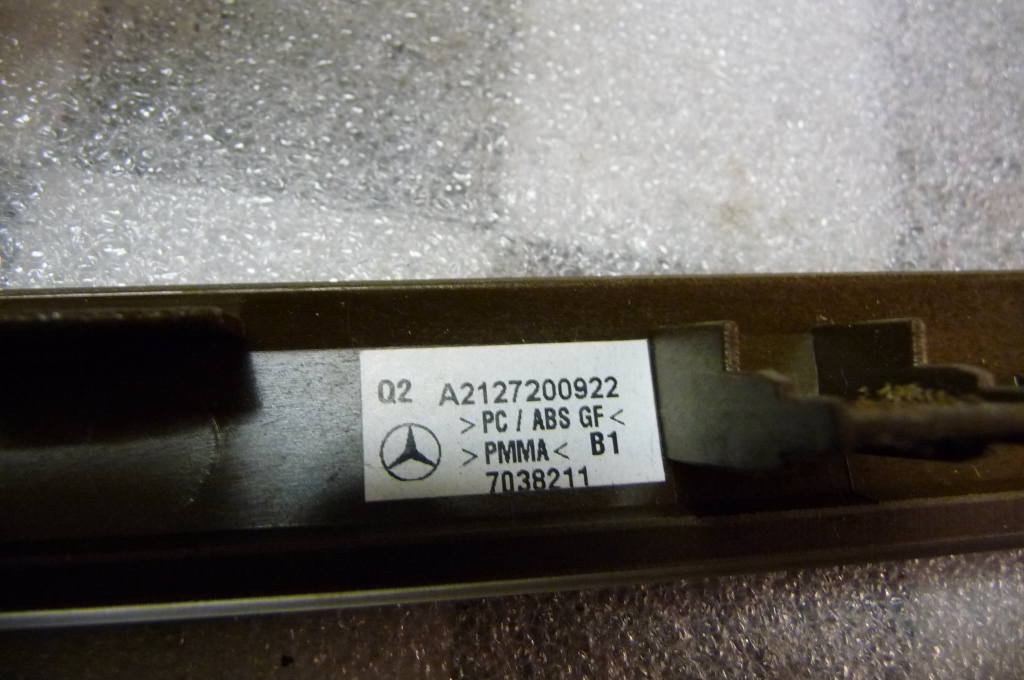 Q2 A2127200922
>PC / ABS GF<
>PMMA< B1
7038211